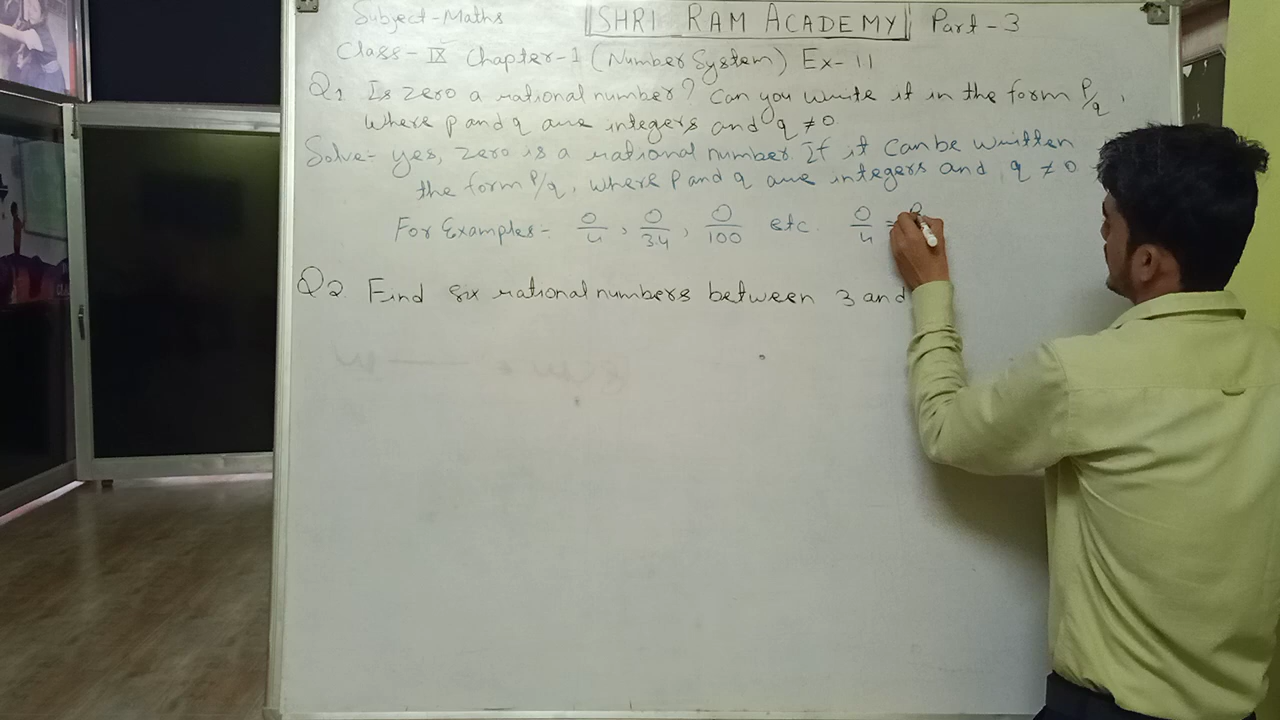 Subject-Maths SHRI RAM ACADEMY Part-3
Class-IX Chapter-1 (Number System) Ex-1.1
Q1 Is zero a rational number? Can you write it in the form P/q,
where p and q are integers and q ≠ 0
Solve- yes, zero is a rational number. If it can be written
the form P/q, where P and q are integers and q ≠ 0
For Examples- 0/4, 0/34, 0/100 etc. 0/4 =
Q2 Find six rational numbers between 3 and